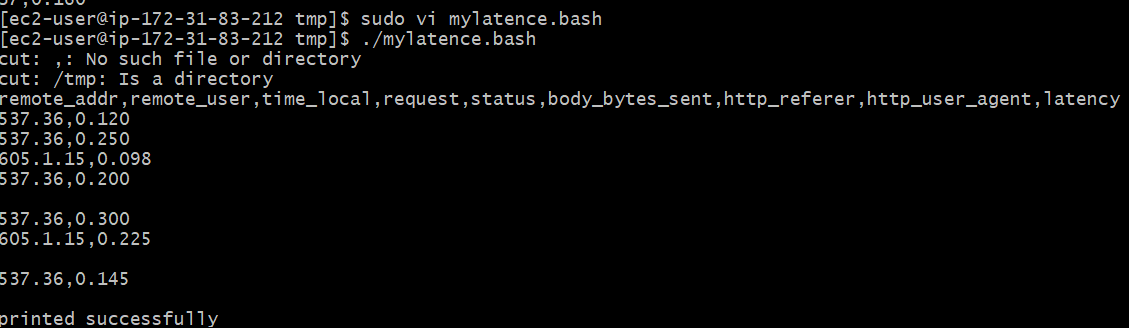 [ec2-user@ip-172-31-83-212 tmp]$ sudo vi mylatence.bash
[ec2-user@ip-172-31-83-212 tmp]$ ./mylatence.bash
cut: ,: No such file or directory
cut: /tmp: Is a directory
remote_addr,remote_user,time_local,request,status,body_bytes_sent,http_referer,http_user_agent,latency
537.36,0.120
537.36,0.250
605.1.15,0.098
537.36,0.200
537.36,0.300
605.1.15,0.225
537.36,0.145
printed successfully